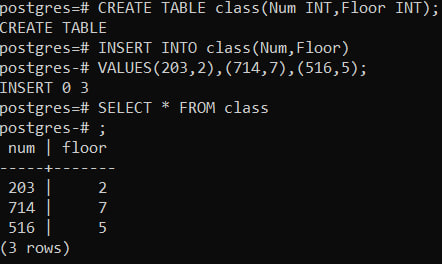 postgres=# CREATE TABLE class(Num INT,Floor INT);
CREATE TABLE
postgres=# INSERT INTO class(Num,Floor)
postgres-# VALUES(203,2),(714,7),(516,5);
INSERT 0 3
postgres=# SELECT * FROM class
postgres-# ;
 num | floor
-----+-------
 203 |     2
 714 |     7
 516 |     5
(3 rows)